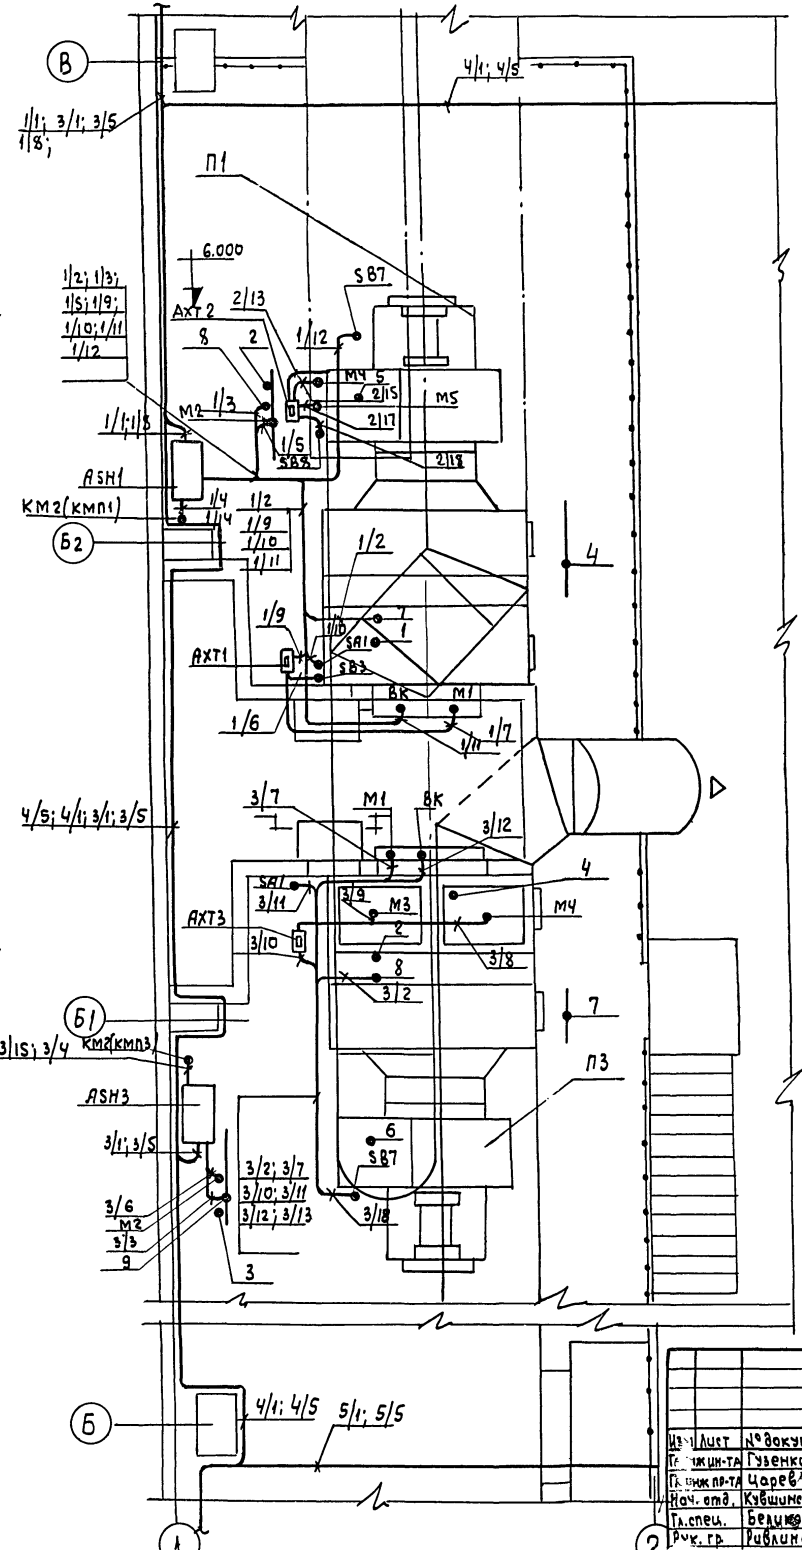 В
4/1; 4/5
1/1; 3/1; 3/5
1/8;
П1
6.000
SB7
1/2; 1/3;
1/5; 1/9;
1/10; 1/11
1/12
АХТ2
2/13
8
2
1/12
М4
5
2/15
М5
М2
1/3
2/17
1/1; 1/8
1/5
SB8
2/18
ASH1
КМ2(КМП1)
1/4
1/14
1/2
1/9
1/10
1/11
Б2
1/2
4
7
1
1/9
1/10
SA1
АХТ1
SB3
ВК
М1
1/6
1/11
1/7
3/7
М1
ВК
3/12
4/5; 4/1; 3/1; 3/5
SA1
3/11
3/9
М3
4
М4
АХТ3
3/10
2
3/8
8
3/2
Б1
7
3/15; 3/4
КМ2(КМП3)
П3
ASH3
3/1; 3/5
6
SB7
3/2; 3/7
3/10; 3/11
3/12; 3/13
3/6
М2
3/3
9
3/18
3
Б
4/1; 4/5
5/1; 5/5
Лист № докум
Гузенко
Царев
Нач. отд. Кувшинс
Гл. спец.
Рук. гр. Ривлин
1
2